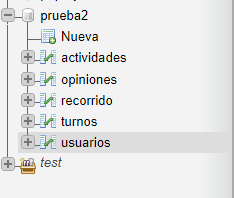 prueba2
Nueva
actividades
opiniones
recorrido
turnos
usuarios
test